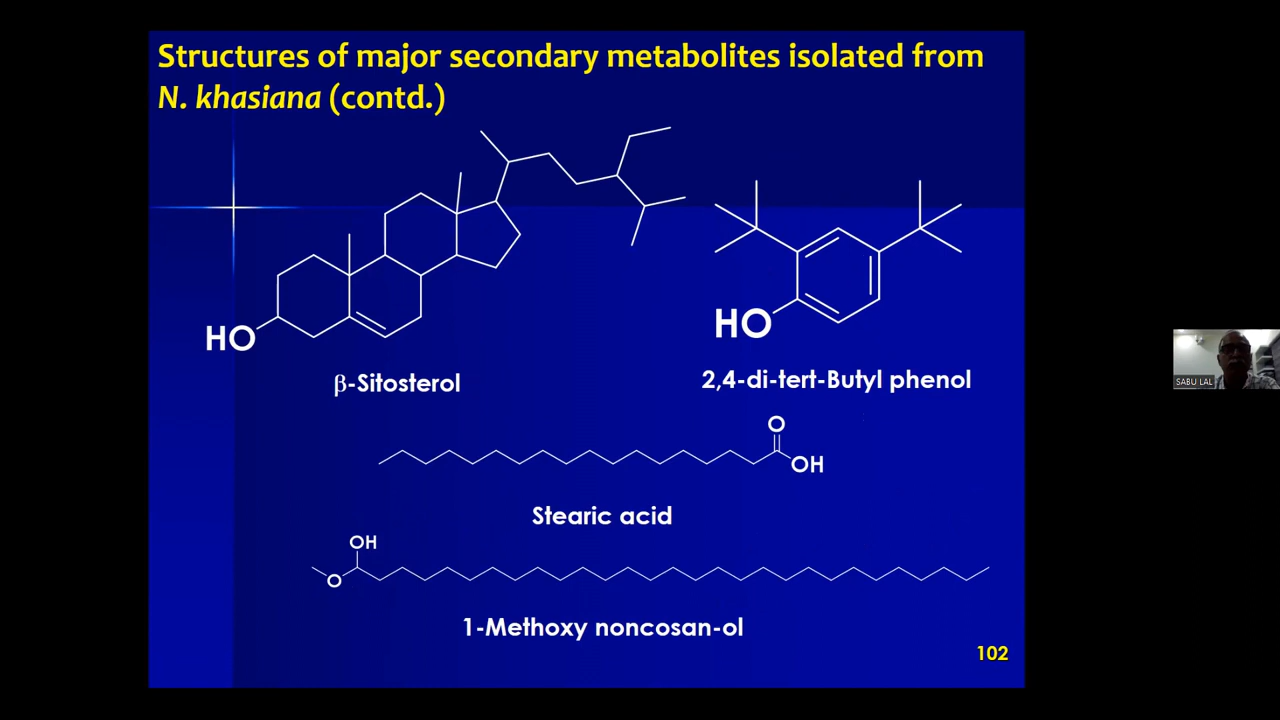 Structures of major secondary metabolites isolated from
N. khasiana (contd.)
HO
β-Sitosterol
HO
2,4-di-tert-Butyl phenol
O
OH
Stearic acid
OH
O
1-Methoxy noncosan-ol
102
SABU LAL